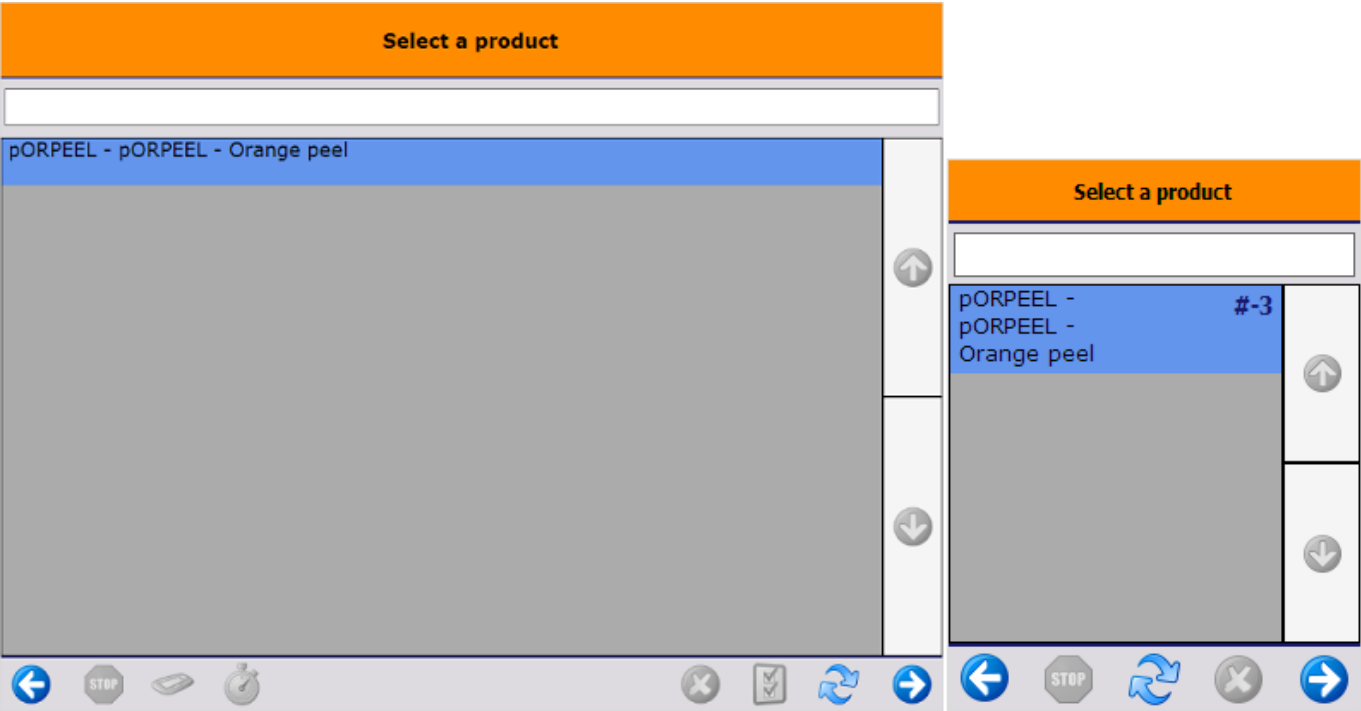 Select a product
pORPEEL - pORPEEL - Orange peel
STOP
Select a product
pORPEEL - #-3
pORPEEL -
Orange peel
STOP